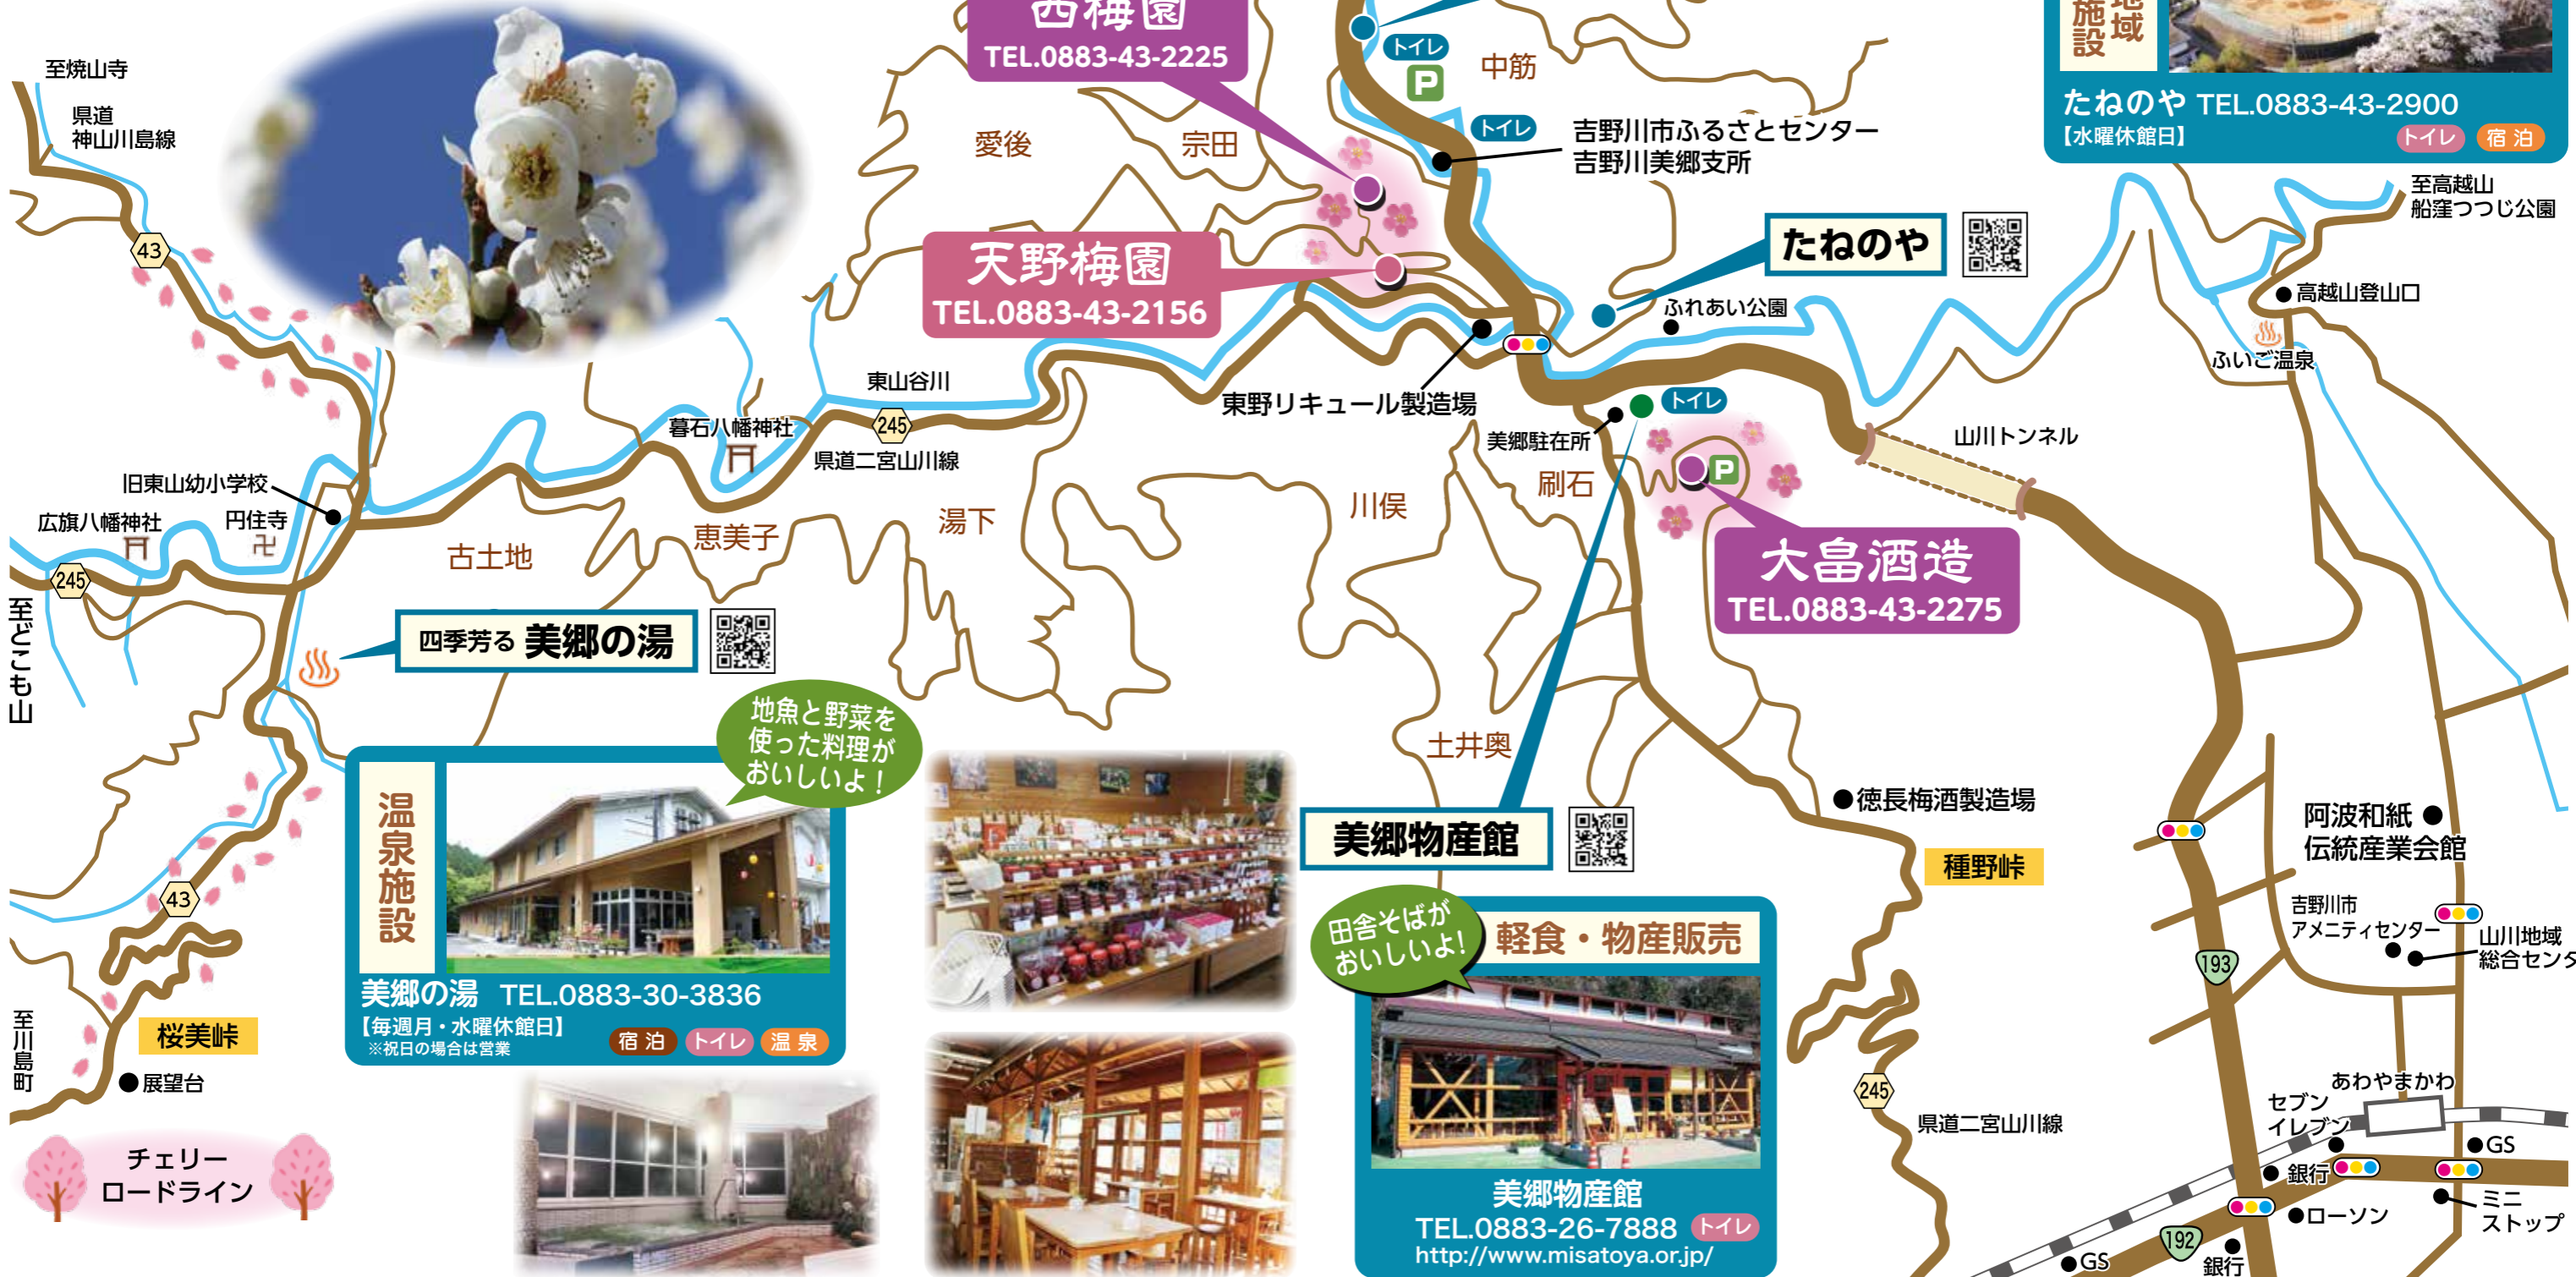 西梅園
TEL.0883-43-2225
トイレ
P
中筋
地域
施設
たねのや TEL.0883-43-2900
【水曜休館日】
トイレ
宿 泊
至焼山寺
県道
神山川島線
43
愛後
宗田
トイレ
吉野川市ふるさとセンター
吉野川美郷支所
至高越山
船窪つつじ公園
天野梅園
TEL.0883-43-2156
たねのや
ふれあい公園
高越山登山口
ふいご温泉
東山谷川
245
県道二宮山川線
暮石八幡神社
東野リキュール製造場
トイレ
美郷駐在所
P
山川トンネル
旧東山幼小学校
広旗八幡神社
円住寺
245
至どこも山
古土地
恵美子
湯下
川俣
刷石
大畠酒造
TEL.0883-43-2275
四季芳る 美郷の湯
地魚と野菜を
使った料理が
おいしいよ！
温泉施設
美郷の湯 TEL.0883-30-3836
【毎週月・水曜休館日】
※祝日の場合は営業
宿 泊
トイレ
温 泉
土井奥
美郷物産館
徳長梅酒製造場
種野峠
阿波和紙
伝統産業会館
吉野川市
アメニティセンター
山川地域
総合センタ
43
桜美峠
至川島町
展望台
チェリー
ロードライン
田舎そばが
おいしいよ!
軽食・物産販売
美郷物産館
TEL.0883-26-7888
トイレ
http://www.misatoya.or.jp/
193
245
県道二宮山川線
あわやまかわ
セブン
イレブン
GS
銀行
ローソン
ミニ
ストップ
192
GS
銀行